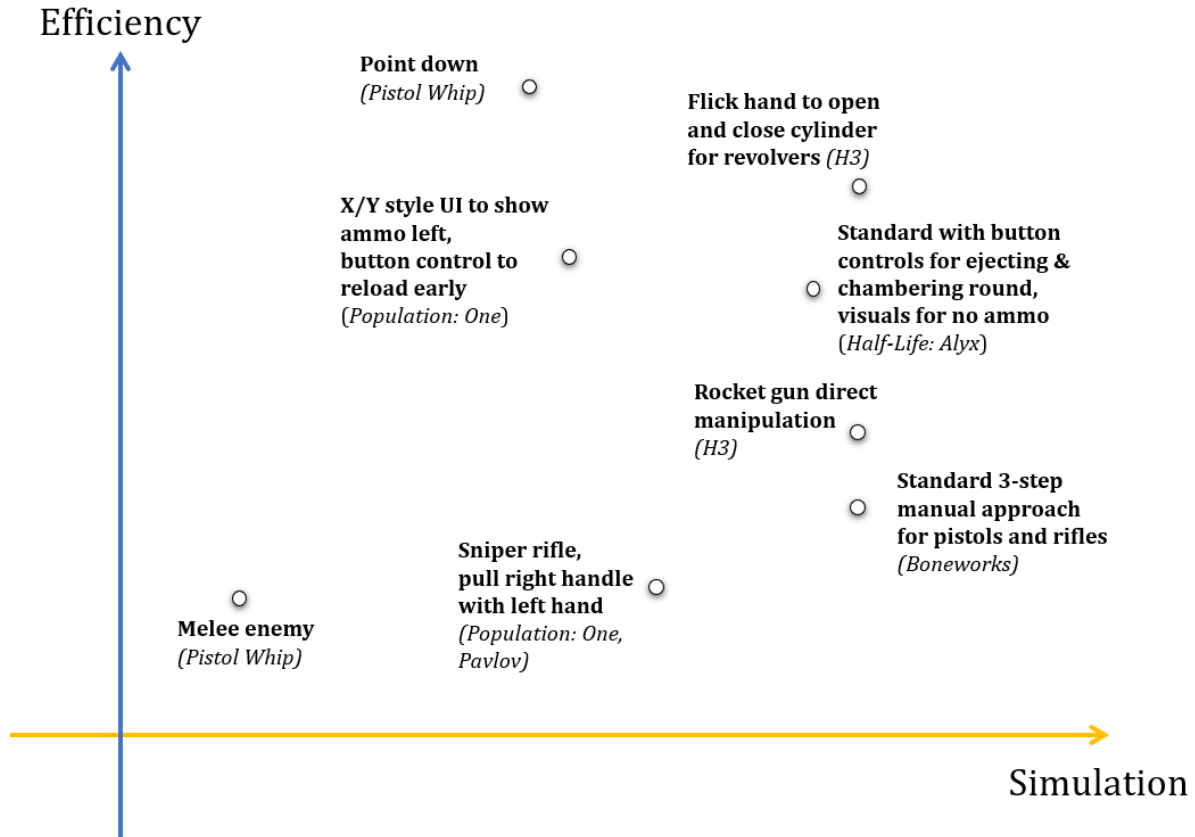 Efficiency
Point down
(Pistol Whip)
Flick hand to open
and close cylinder
for revolvers (H3)
X/Y style UI to show
ammo left,
button control to
reload early
(Population: One)
Standard with button
controls for ejecting &
chambering round,
visuals for no ammo
(Half-Life: Alyx)
Rocket gun direct
manipulation
(H3)
Standard 3-step
manual approach
for pistols and rifles
(Boneworks)
Sniper rifle,
pull right handle
with left hand
(Population: One,
Pavlov)
Melee enemy
(Pistol Whip)
Simulation